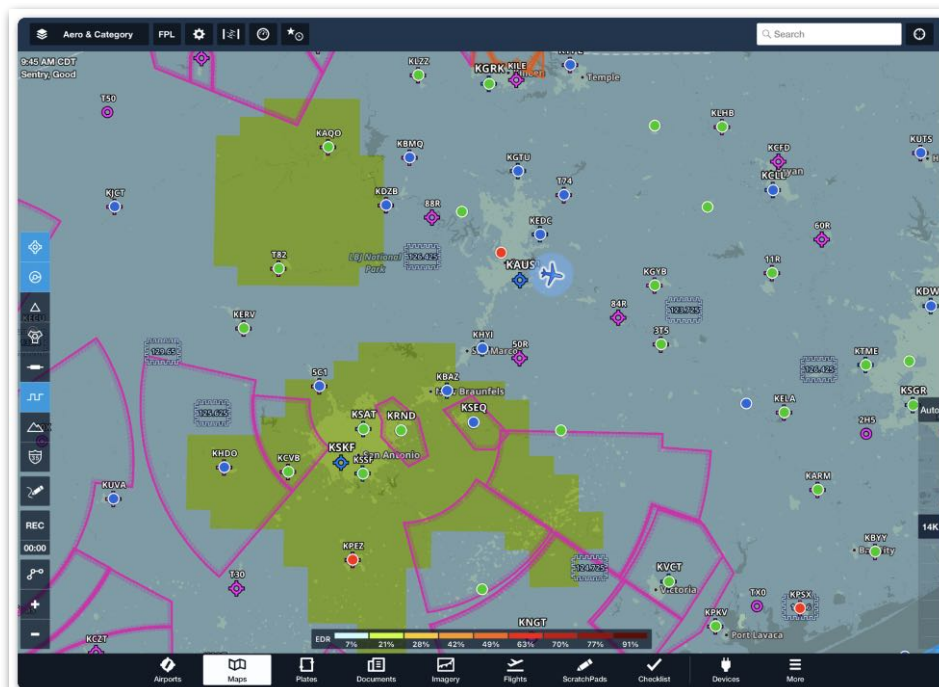 Aero & Category
FPL
Search
9:45 AM CDT
Sentry, Good
KLZZ
KGRK
KILE
Temple
T50
KLHB
KAQO
KBMQ
KGTU
KCFD
KUTS
KCLL
KJCT
KDZB
T74
88R
KEDC
60R
LBJ National
Park
126.425
T82
KAUS
KGYB
11R
KDW
84R
123.725
KERV
3T5
129.65
KHYI
50R
San Marcos
KTME
126.425
5C1
KBAZ
New Braunfels
KSGR
125.625
KSAT
KRND
KSEQ
KELA
Auto
2H5
KSKF
San Antonio
KHDO
KCVB
KSSF
KUVA
KARM
REC
00:00
14K
KPEZ
KBYY
Bay City
T30
124.725
KVCT
Victoria
TX0
KPSX
KNGT
KPKV
Port Lavaca
KCZT
EDR
7% 21% 28% 42% 49% 63% 70% 77% 91%
Airports
Maps
Plates
Documents
Imagery
Flights
ScratchPads
Checklist
Devices
More